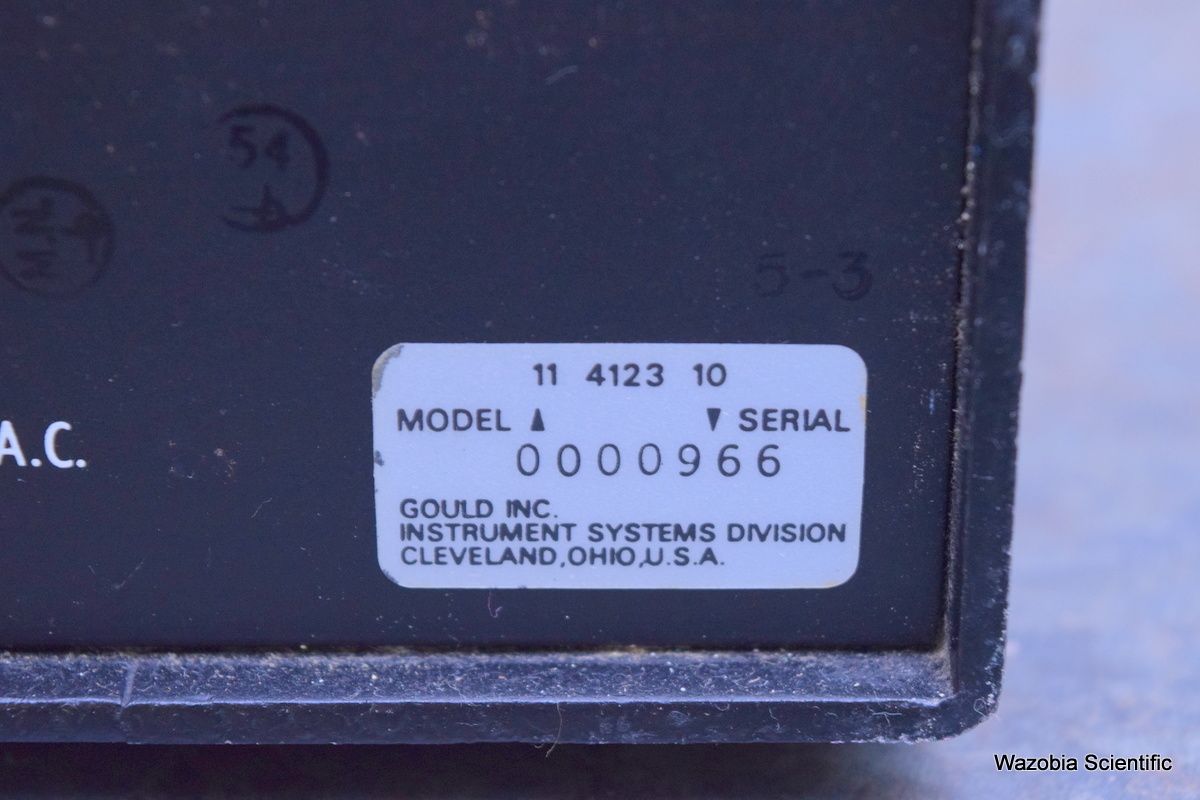 54
A
5-3
11 4123 10
MODEL ▲ ▼ SERIAL
0000966
A.C.
GOULD INC.
INSTRUMENT SYSTEMS DIVISION
CLEVELAND,OHIO,U.S.A.
Wazobia Scientific